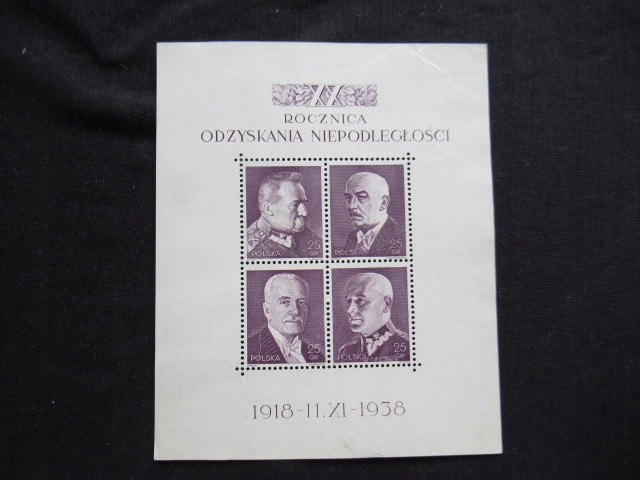 XX
ROCZNICA
ODZYSKANIA NIEPODLEGŁOŚCI
25
GR
POLSKA
25
GR
POLSKA
25
GR
POLSKA
25
GR
POLSKA
1918-11.XI-1938